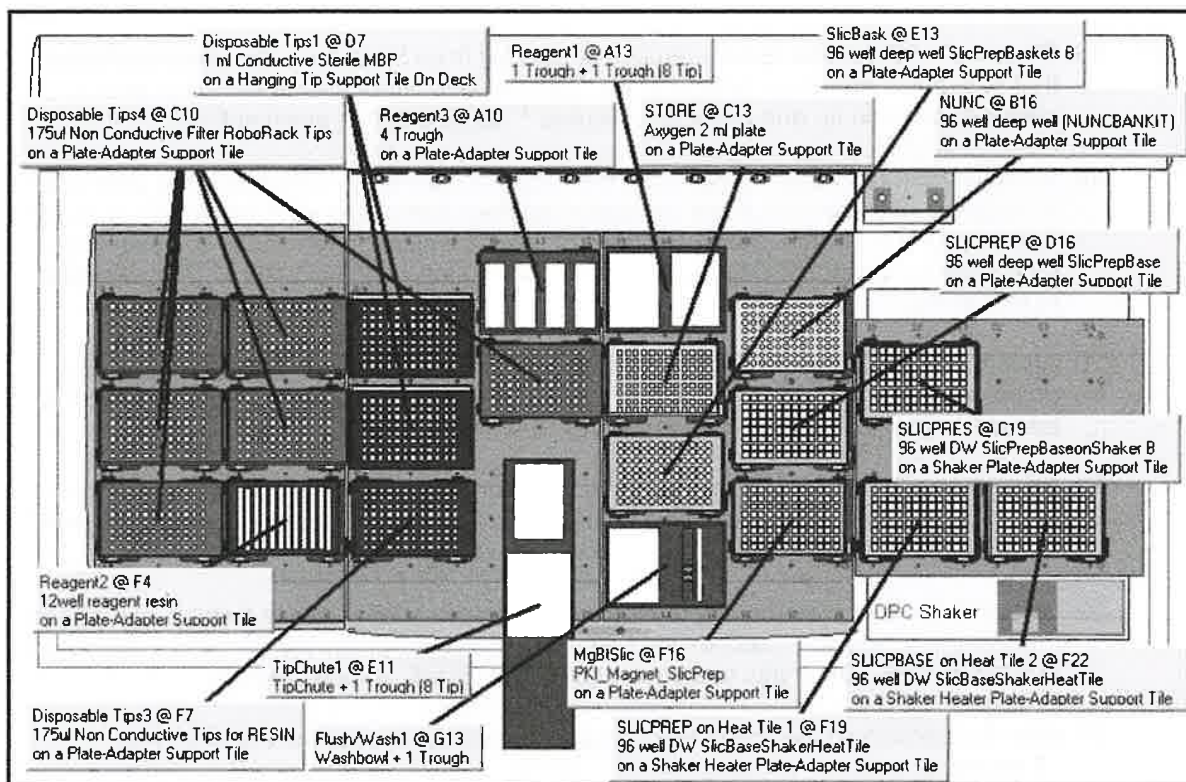 Disposable Tips1 @ D7
1 ml Conductive Sterile MBP
on a Hanging Tip Support Tile On Deck
Reagent1 @ A13
1 Trough + 1 Trough (8 Tip)
SlicBask @ E13
96 well deep well SlicPrepBaskets B
on a Plate-Adapter Support Tile
Disposable Tips4 @ C10
175ul Non Conductive Filter RoboRack Tips
on a Plate-Adapter Support Tile
Reagent3 @ A10
4 Trough
on a Plate-Adapter Support Tile
STORE @ C13
Axygen 2 ml plate
on a Plate-Adapter Support Tile
NUNC @ B16
96 well deep well (NUNCBANKIT)
on a Plate-Adapter Support Tile
SLICPREP @ D16
96 well deep well SlicPrepBase
on a Plate-Adapter Support Tile
SLICPRES @ C19
96 well DW SlicPrepBaseonShaker B
on a Shaker Plate-Adapter Support Tile
Reagent2 @ F4
12well reagent resin
on a Plate-Adapter Support Tile
DPC Shaker
TipChute1 @ E11
TipChute + 1 Trough (8 Tip)
MgBtSlic @ F16
PKI_Magnet_SlicPrep
on a Plate-Adapter Support Tile
SLICPBASE on Heat Tile 2 @ F22
96 well DW SlicBaseShakerHeatTile
on a Shaker Heater Plate-Adapter Support Tile
Disposable Tips3 @ F7
175ul Non Conductive Tips for RESIN
on a Plate-Adapter Support Tile
Flush/Wash1 @ G13
Washbowl + 1 Trough
SLICPREP on Heat Tile 1 @ F19
96 well DW SlicBaseShakerHeatTile
on a Shaker Heater Plate-Adapter Support Tile